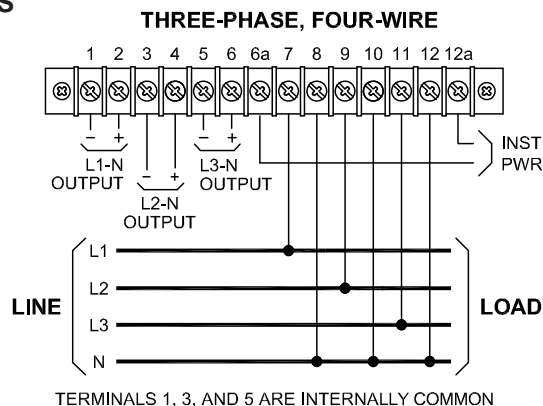 S
THREE-PHASE, FOUR-WIRE
1 2 3 4 5 6 6a 7 8 9 10 11 12 12a
− + − +
L1-N L3-N
OUTPUT − + OUTPUT
L2-N
OUTPUT
INST
PWR
L1
L2
LINE LOAD
L3
N
TERMINALS 1, 3, AND 5 ARE INTERNALLY COMMON